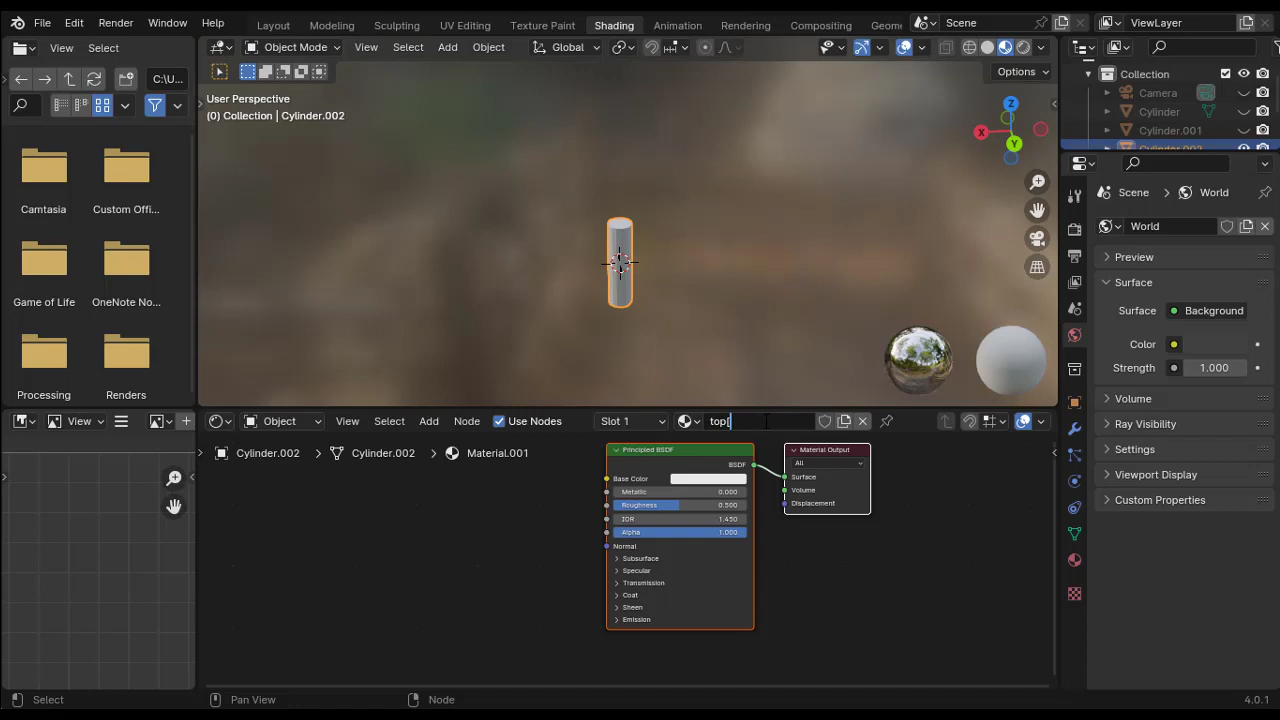 File Edit Render Window Help
Layout Modeling Sculpting UV Editing Texture Paint Shading Animation Rendering Compositing Geome
Scene
ViewLayer
View Select
Object Mode View Select Add Object Global
C:\U...
Options
User Perspective
(0) Collection | Cylinder.002
Z
X
Y
Collection
Camera
Cylinder
Cylinder.001
Cylinder.002
Camtasia
Custom Offi...
Game of Life
OneNote No...
Processing
Renders
Scene World
World
Preview
Surface
Surface Background
Color
Strength 1.000
Volume
Ray Visibility
Settings
Viewport Display
Custom Properties
View
Object View Select Add Node Use Nodes Slot 1 top[
Cylinder.002 Cylinder.002 Material.001
Principled BSDF
BSDF
Base Color
Metallic 0.000
Roughness 0.500
IOR 1.450
Alpha 1.000
Normal
Subsurface
Specular
Transmission
Coat
Sheen
Emission
Material Output
All
Surface
Volume
Displacement
Select Pan View Node 4.0.1